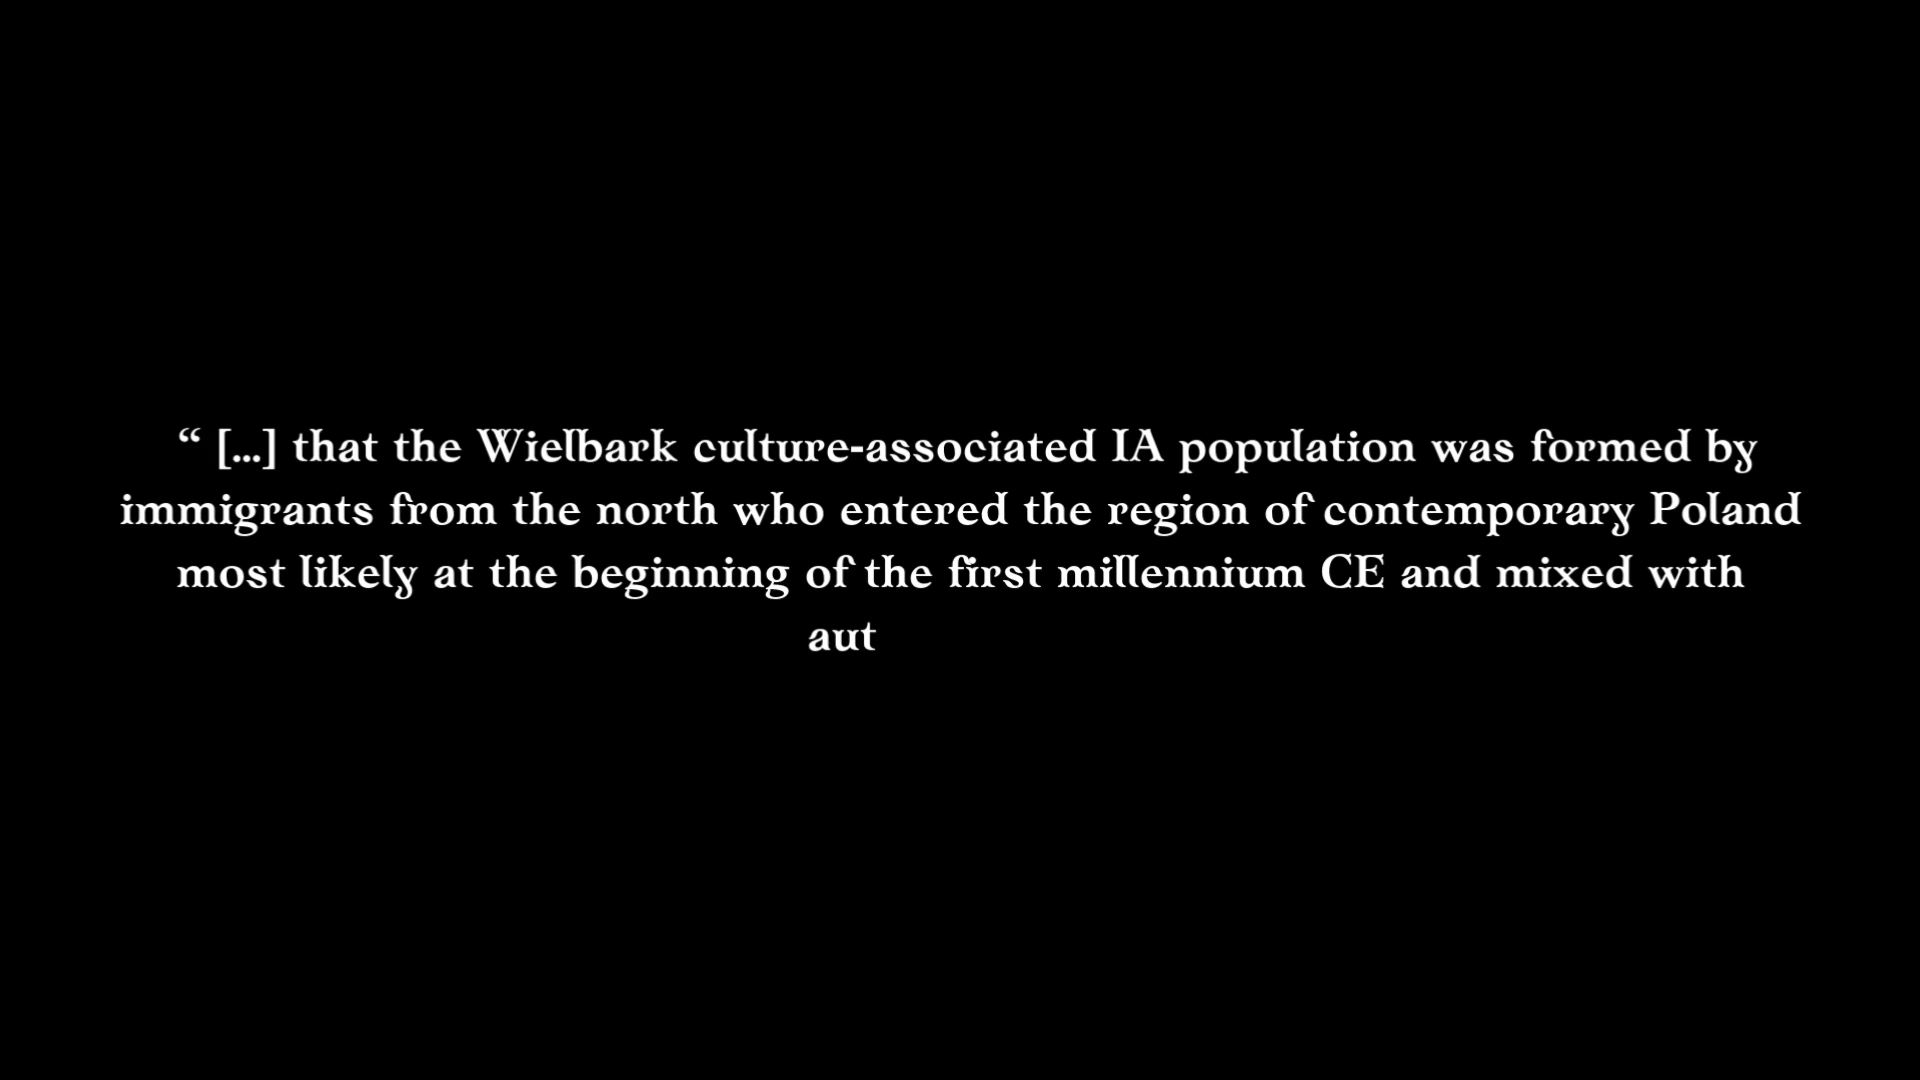 “ [...] that the Wielbark culture-associated IA population was formed by
immigrants from the north who entered the region of contemporary Poland
most likely at the beginning of the first millennium CE and mixed with
aut